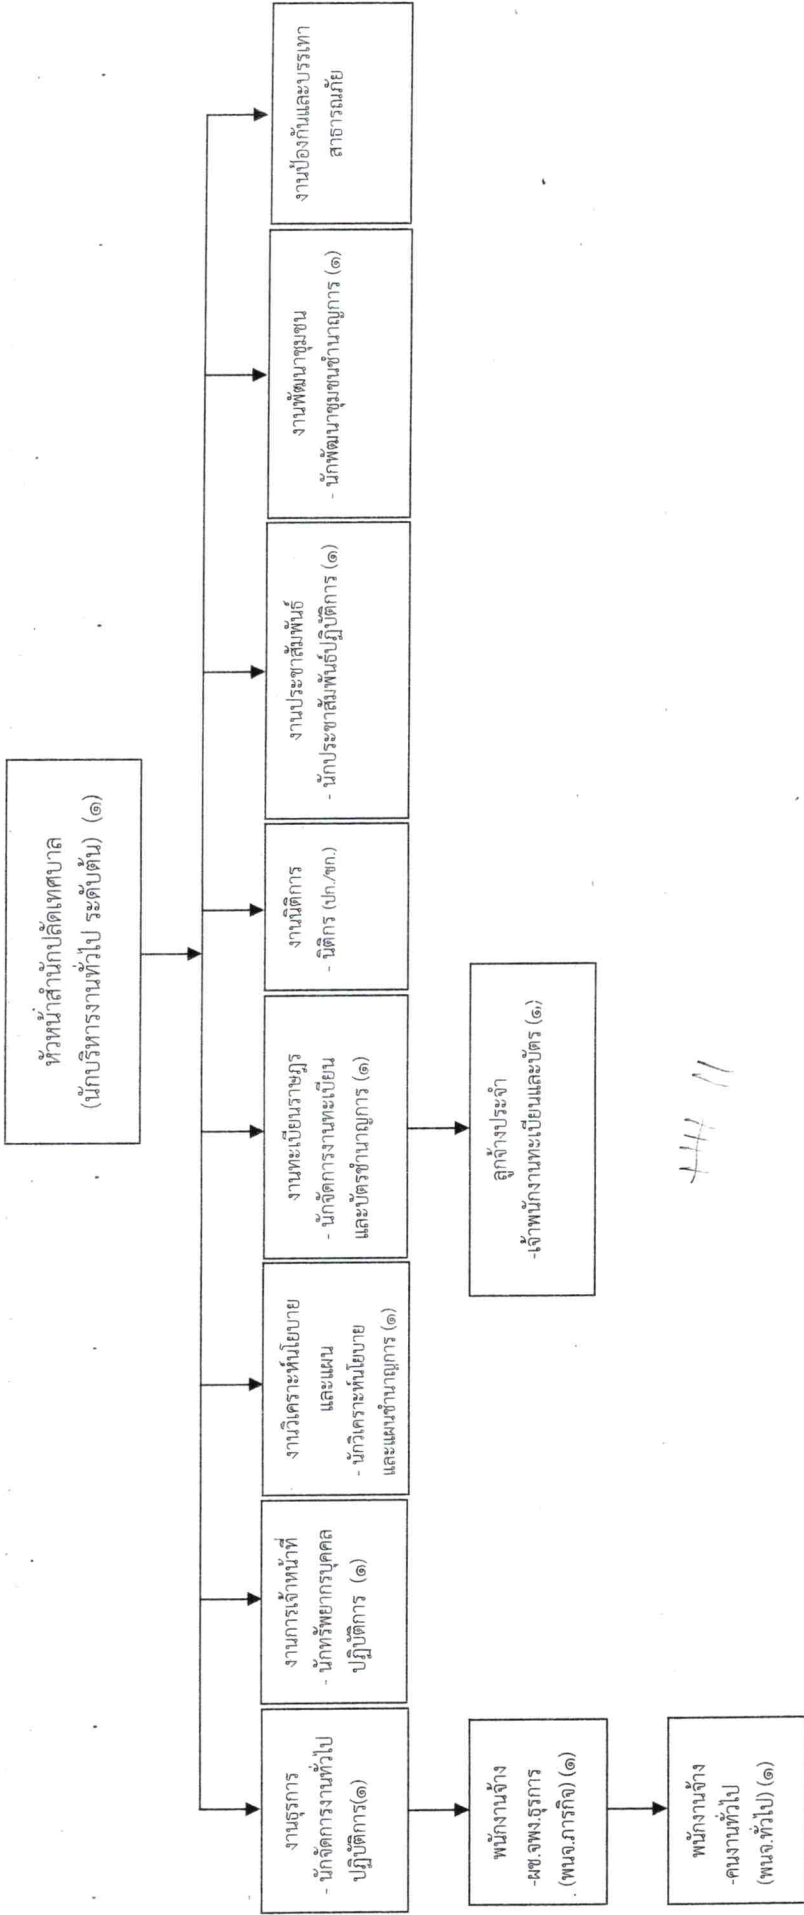 หัวหน้าสำนักปลัดเทศบาล
(นักบริหารงานทั่วไป ระดับต้น) (๑)
งานธุรการ
- นักจัดการงานทั่วไป
ปฏิบัติการ(๑)
งานการเจ้าหน้าที่
- นักทรัพยากรบุคคล
ปฏิบัติการ (๑)
งานวิเคราะห์นโยบาย
และแผน
- นักวิเคราะห์นโยบาย
และแผนชำนาญการ (๑)
งานทะเบียนราษฎร
- นักจัดการงานทะเบียน
และบัตรชำนาญการ (๑)
งานนิติการ
- นิติกร (ปก./ชก.)
งานประชาสัมพันธ์
- นักประชาสัมพันธ์ปฏิบัติการ (๑)
งานพัฒนาชุมชน
- นักพัฒนาชุมชนชำนาญการ (๑)
งานป้องกันและบรรเทา
สาธารณภัย
พนักงานจ้าง
-ผช.จพง.ธุรการ
(พนจ.ภารกิจ) (๑)
ลูกจ้างประจำ
-เจ้าพนักงานทะเบียนและบัตร (๑)
พนักงานจ้าง
-คนงานทั่วไป
(พนจ.ทั่วไป) (๑)